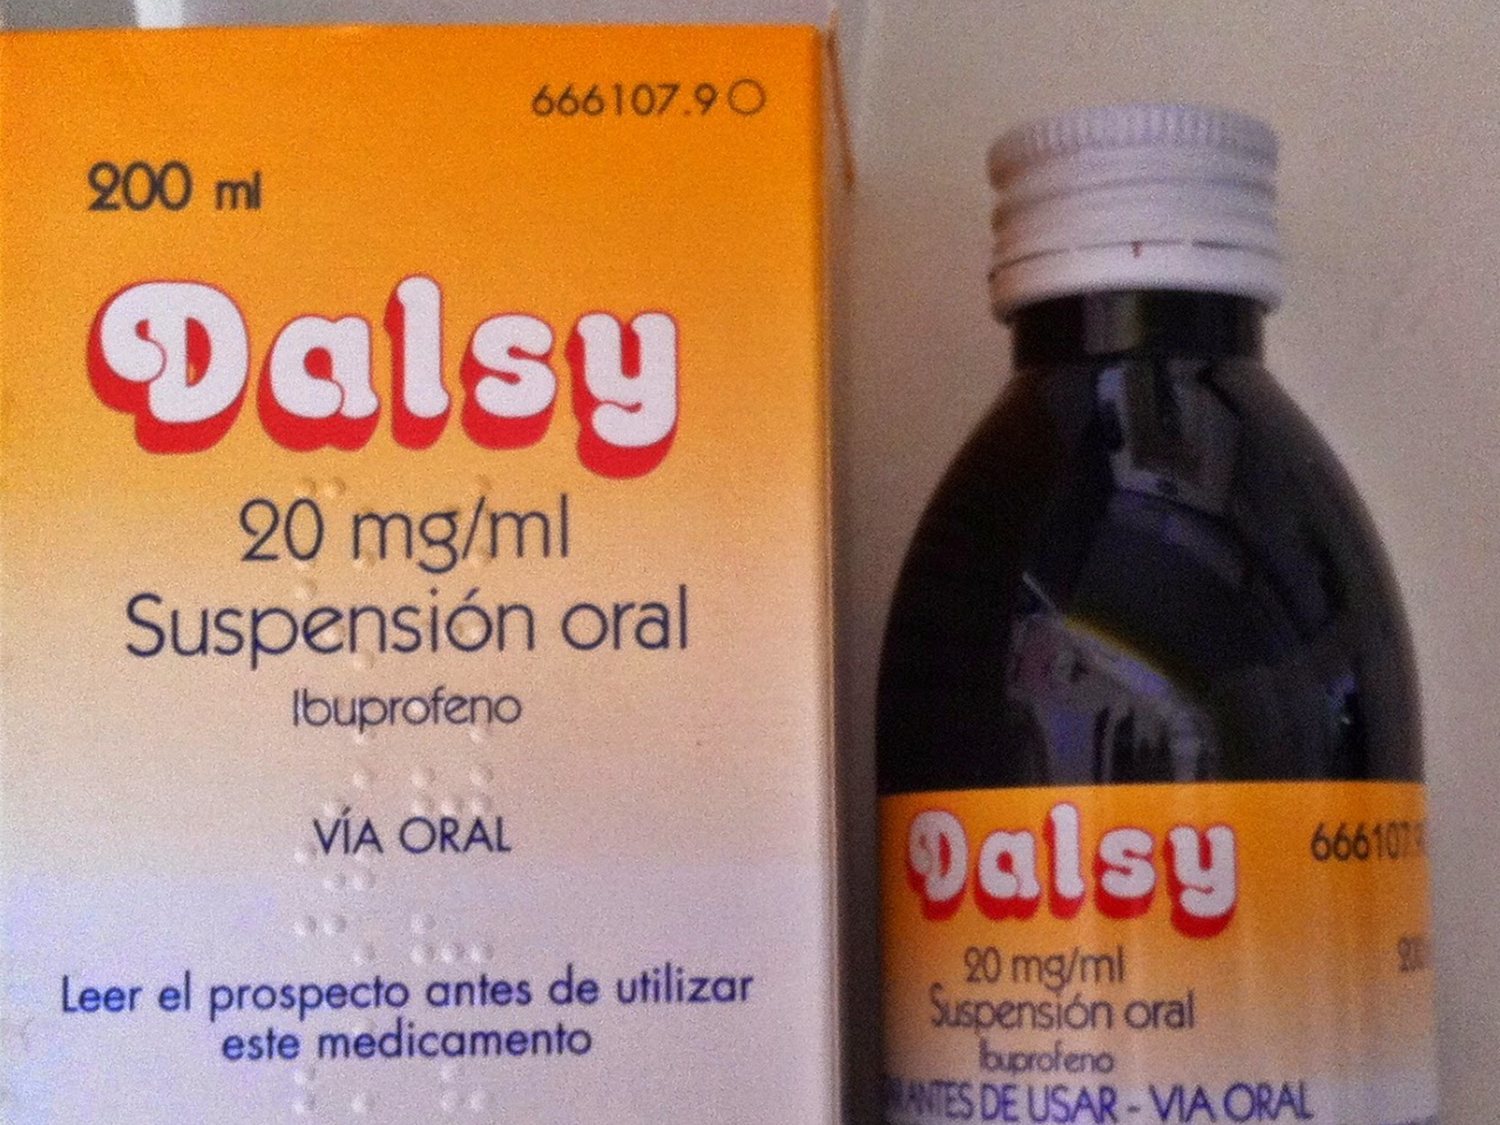 666107.9
200 ml
Dalsy
20 mg/ml
Suspensión oral
Ibuprofeno
VÍA ORAL
Leer el prospecto antes de utilizar
este medicamento
Dalsy
20 mg/ml
Suspensión oral
Ibuprofeno
ANTES DE USAR - VIA ORAL